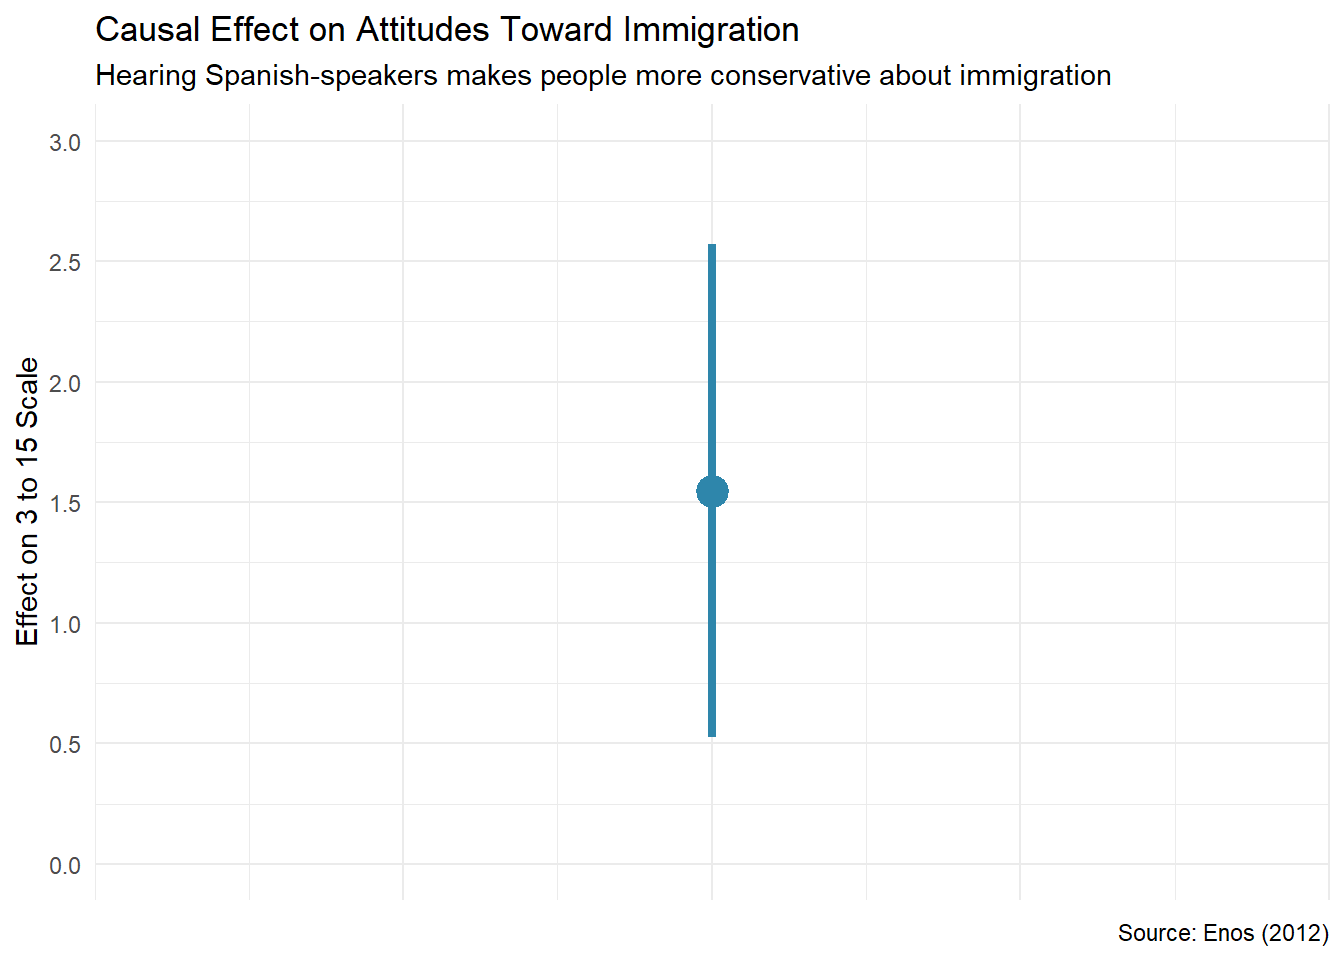 Causal Effect on Attitudes Toward Immigration
Hearing Spanish-speakers makes people more conservative about immigration
Effect on 3 to 15 Scale
3.0
2.5
2.0
1.5
1.0
0.5
0.0
Source: Enos (2012)